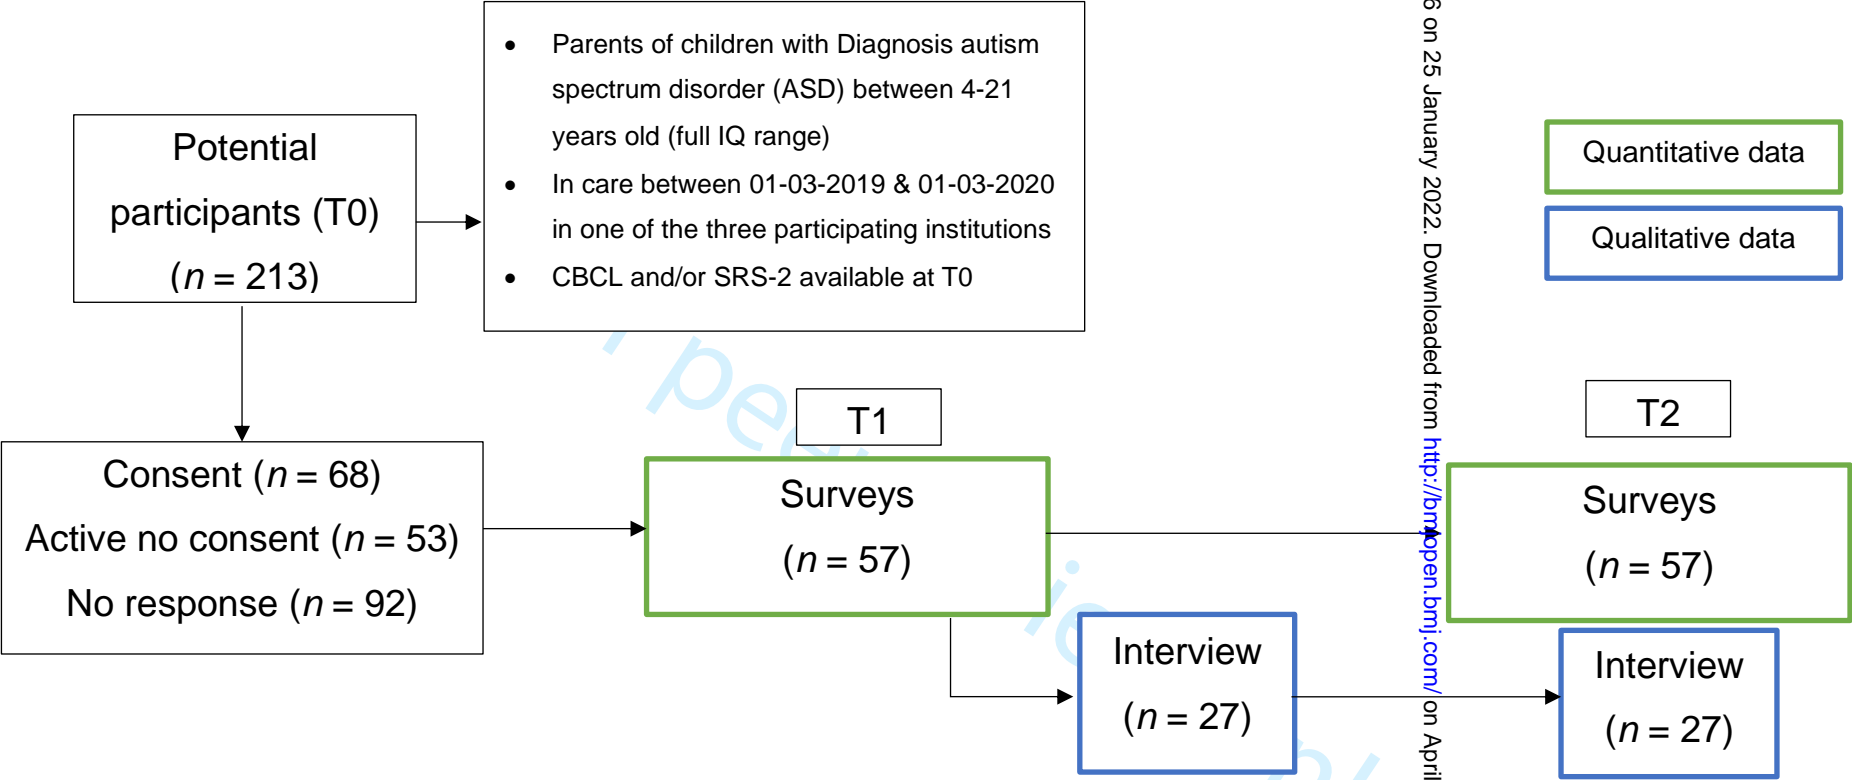 Potential
participants (T0)
(n = 213)
• Parents of children with Diagnosis autism
spectrum disorder (ASD) between 4-21
years old (full IQ range)
• In care between 01-03-2019 & 01-03-2020
in one of the three participating institutions
• CBCL and/or SRS-2 available at T0
Quantitative data
Qualitative data
Consent (n = 68)
Active no consent (n = 53)
No response (n = 92)
T1
Surveys
(n = 57)
Interview
(n = 27)
T2
Surveys
(n = 57)
Interview
(n = 27)
6 on 25 January 2022. Downloaded from http://bmjopen.bmj.com/ on April